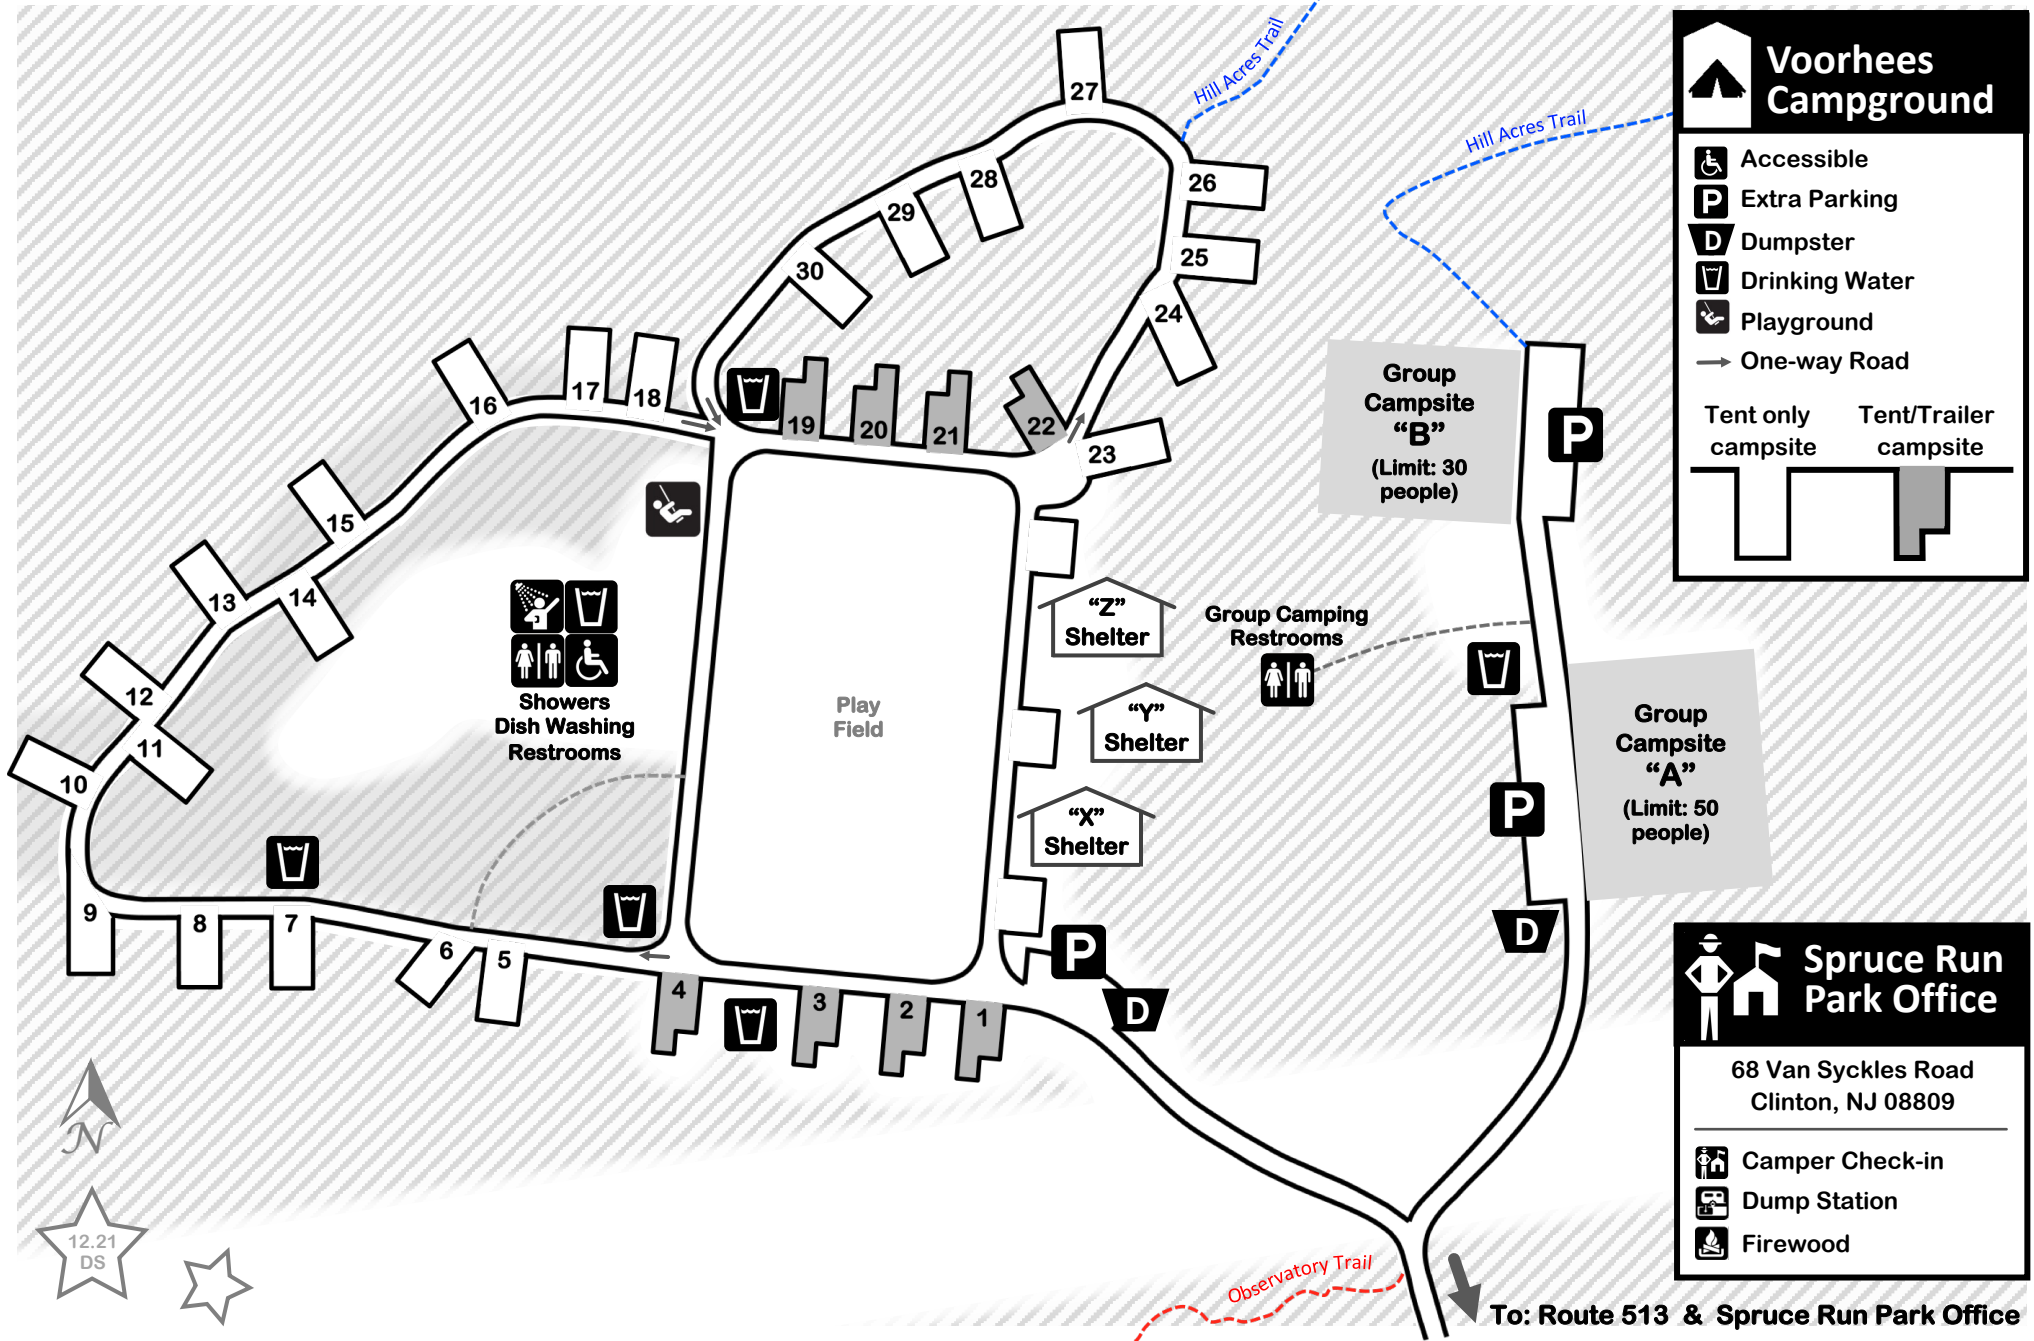 Voorhees
Campground
Accessible
P Extra Parking
D Dumpster
Drinking Water
Playground
One-way Road
Tent only
campsite
Tent/Trailer
campsite
Hill Acres Trail
Hill Acres Trail
27
26
28
29
25
30
24
17
18
16
19
20
21
22
23
15
13
14
12
11
10
9
8
7
6
5
4
3
2
1
Group
Campsite
“B”
(Limit: 30
people)
P
“Z”
Shelter
“Y”
Shelter
“X”
Shelter
Group Camping
Restrooms
Showers
Dish Washing
Restrooms
Play
Field
Group
Campsite
“A”
(Limit: 50
people)
P
D
P
D
N
12.21
DS
Observatory Trail
Spruce Run
Park Office
68 Van Syckles Road
Clinton, NJ 08809
Camper Check-in
Dump Station
Firewood
To: Route 513 & Spruce Run Park Office